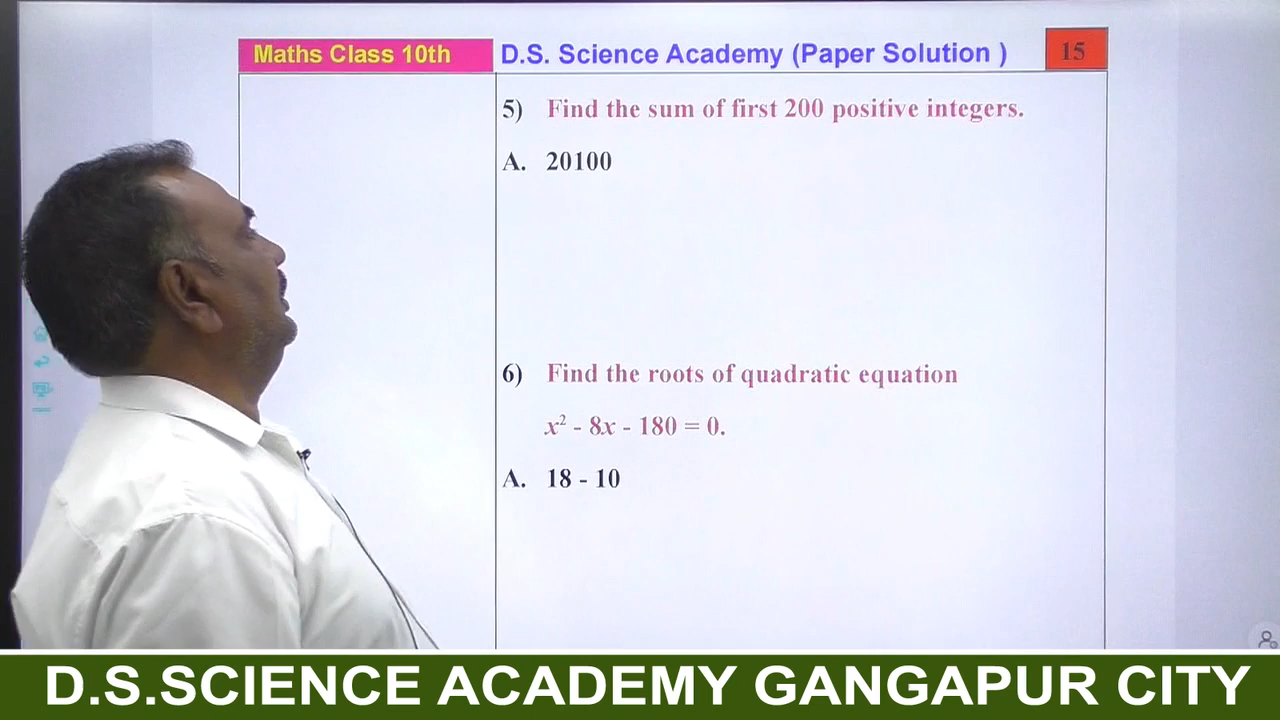 Maths Class 10th
D.S. Science Academy (Paper Solution )
15
5) Find the sum of first 200 positive integers.
A. 20100
6) Find the roots of quadratic equation
x² - 8x - 180 = 0.
A. 18 - 10
D.S.SCIENCE ACADEMY GANGAPUR CITY